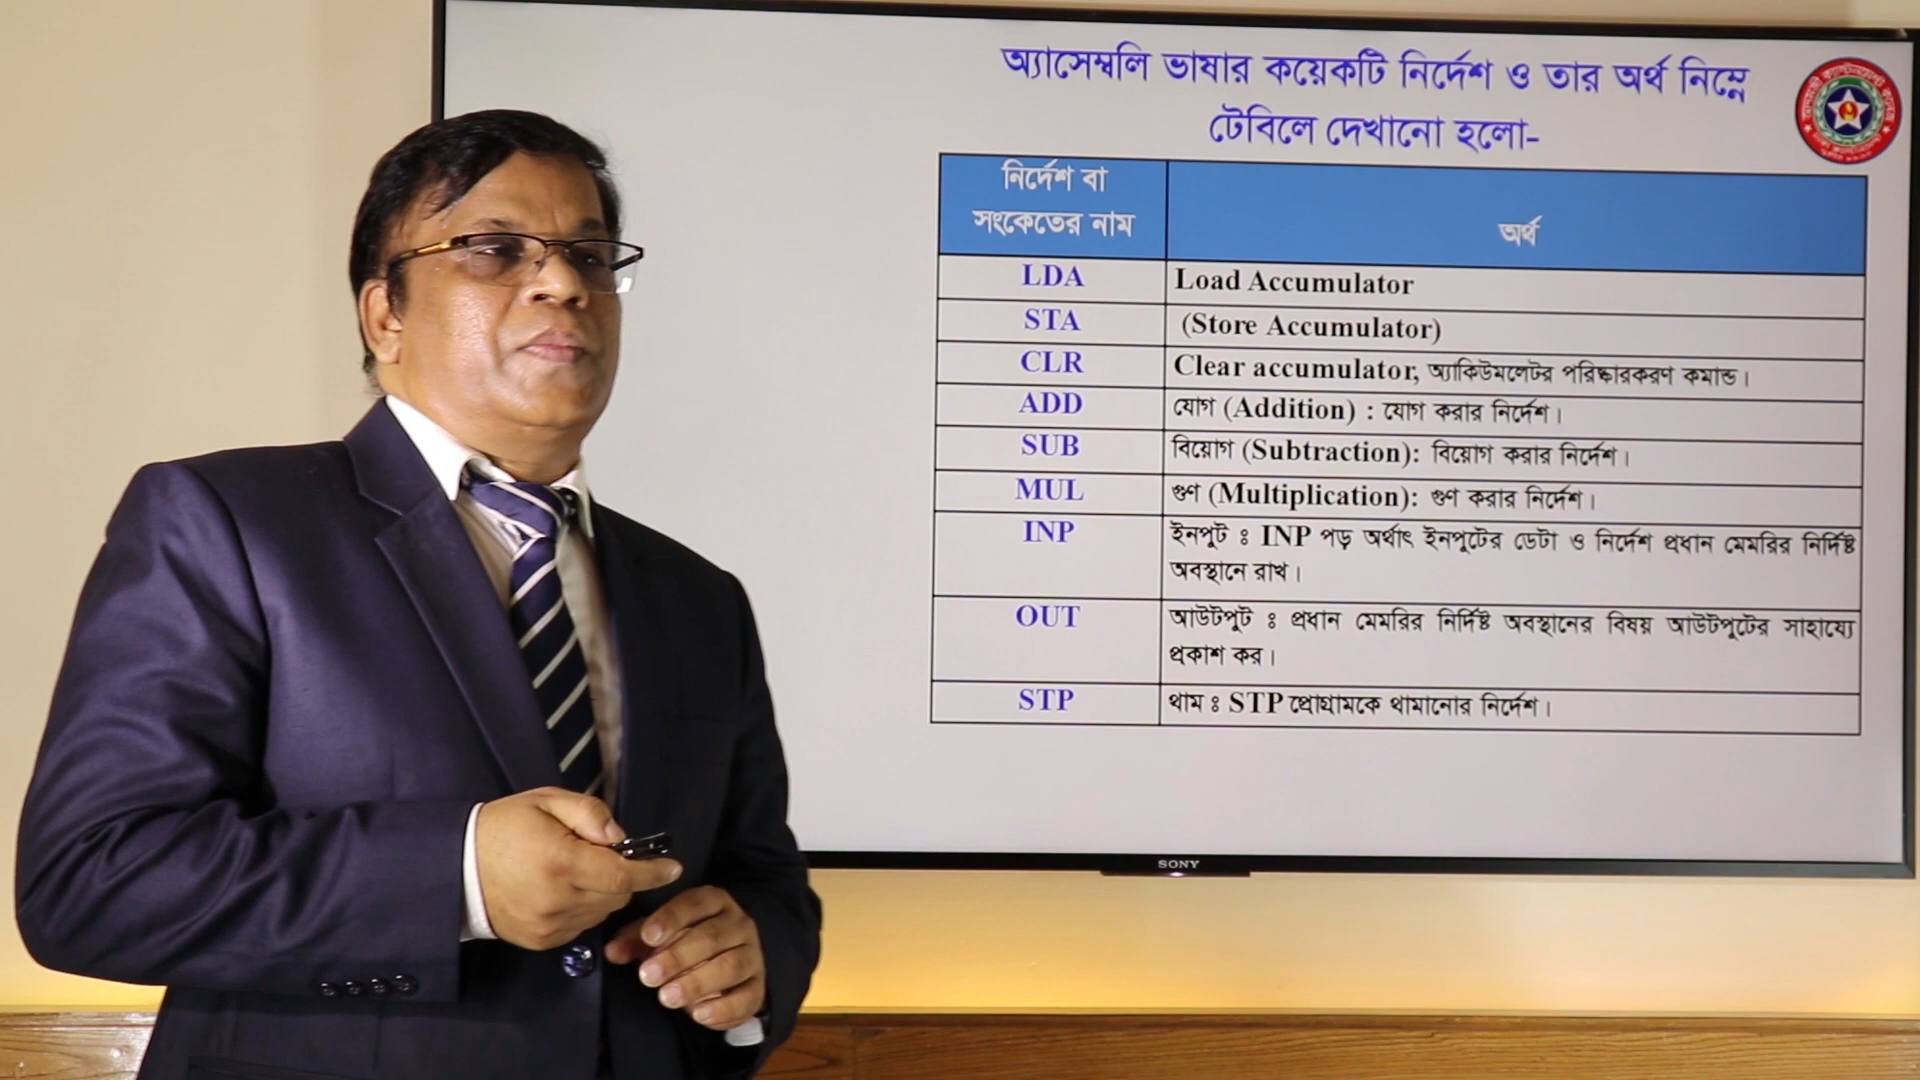 অ্যাসেম্বলি ভাষার কয়েকটি নির্দেশ ও তার অর্থ নিম্নে
টেবিলে দেখানো হলো-
নির্দেশ বা
সংকেতের নাম
অর্থ
LDA
Load Accumulator
STA
(Store Accumulator)
CLR
Clear accumulator, অ্যাকিউমলেটর পরিষ্কারকরণ কমান্ড।
ADD
যোগ (Addition) : যোগ করার নির্দেশ।
SUB
বিয়োগ (Subtraction): বিয়োগ করার নির্দেশ।
MUL
গুণ (Multiplication): গুণ করার নির্দেশ।
INP
ইনপুট ঃ INP পড় অর্থাৎ ইনপুটের ডেটা ও নির্দেশ প্রধান মেমরির নির্দিষ্ট
অবস্থানে রাখ।
OUT
আউটপুট ঃ প্রধান মেমরির নির্দিষ্ট অবস্থানের বিষয় আউটপুটের সাহায্যে
প্রকাশ কর।
STP
থাম ঃ STP প্রোগ্রামকে থামানোর নির্দেশ।
SONY